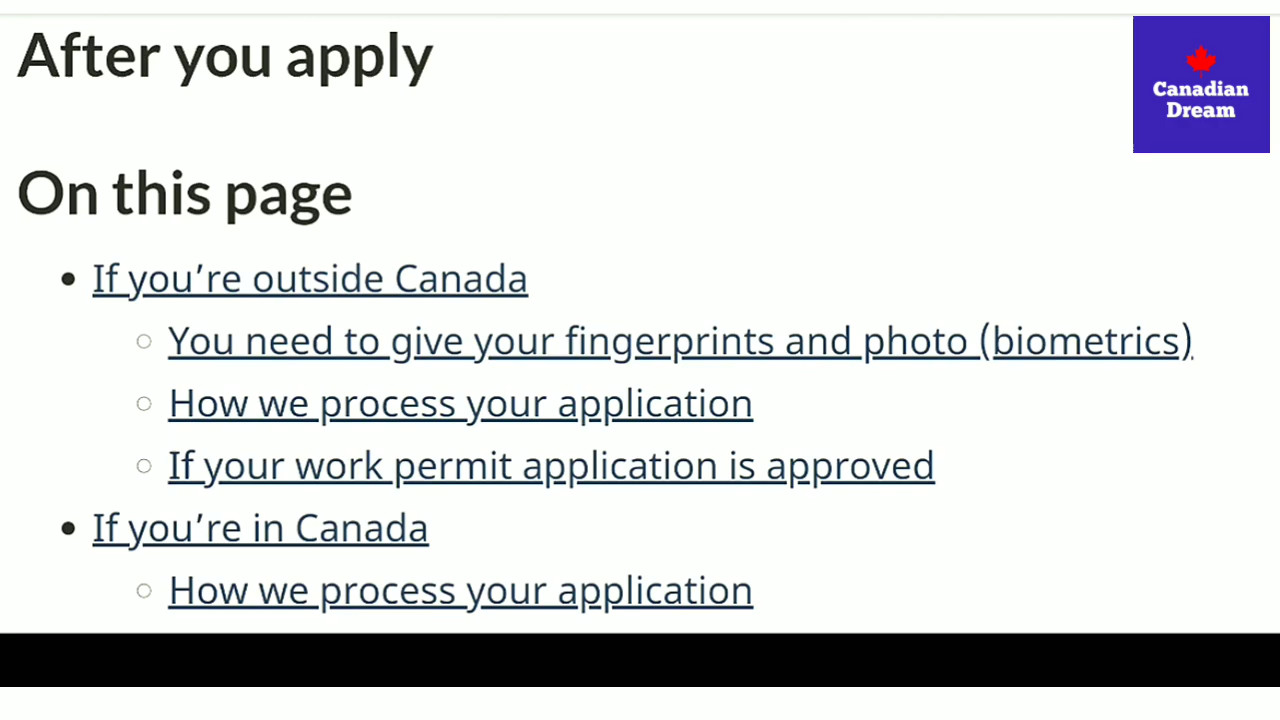 After you apply
Canadian
Dream
On this page
If you’re outside Canada
You need to give your fingerprints and photo (biometrics)
How we process your application
If your work permit application is approved
If you’re in Canada
How we process your application